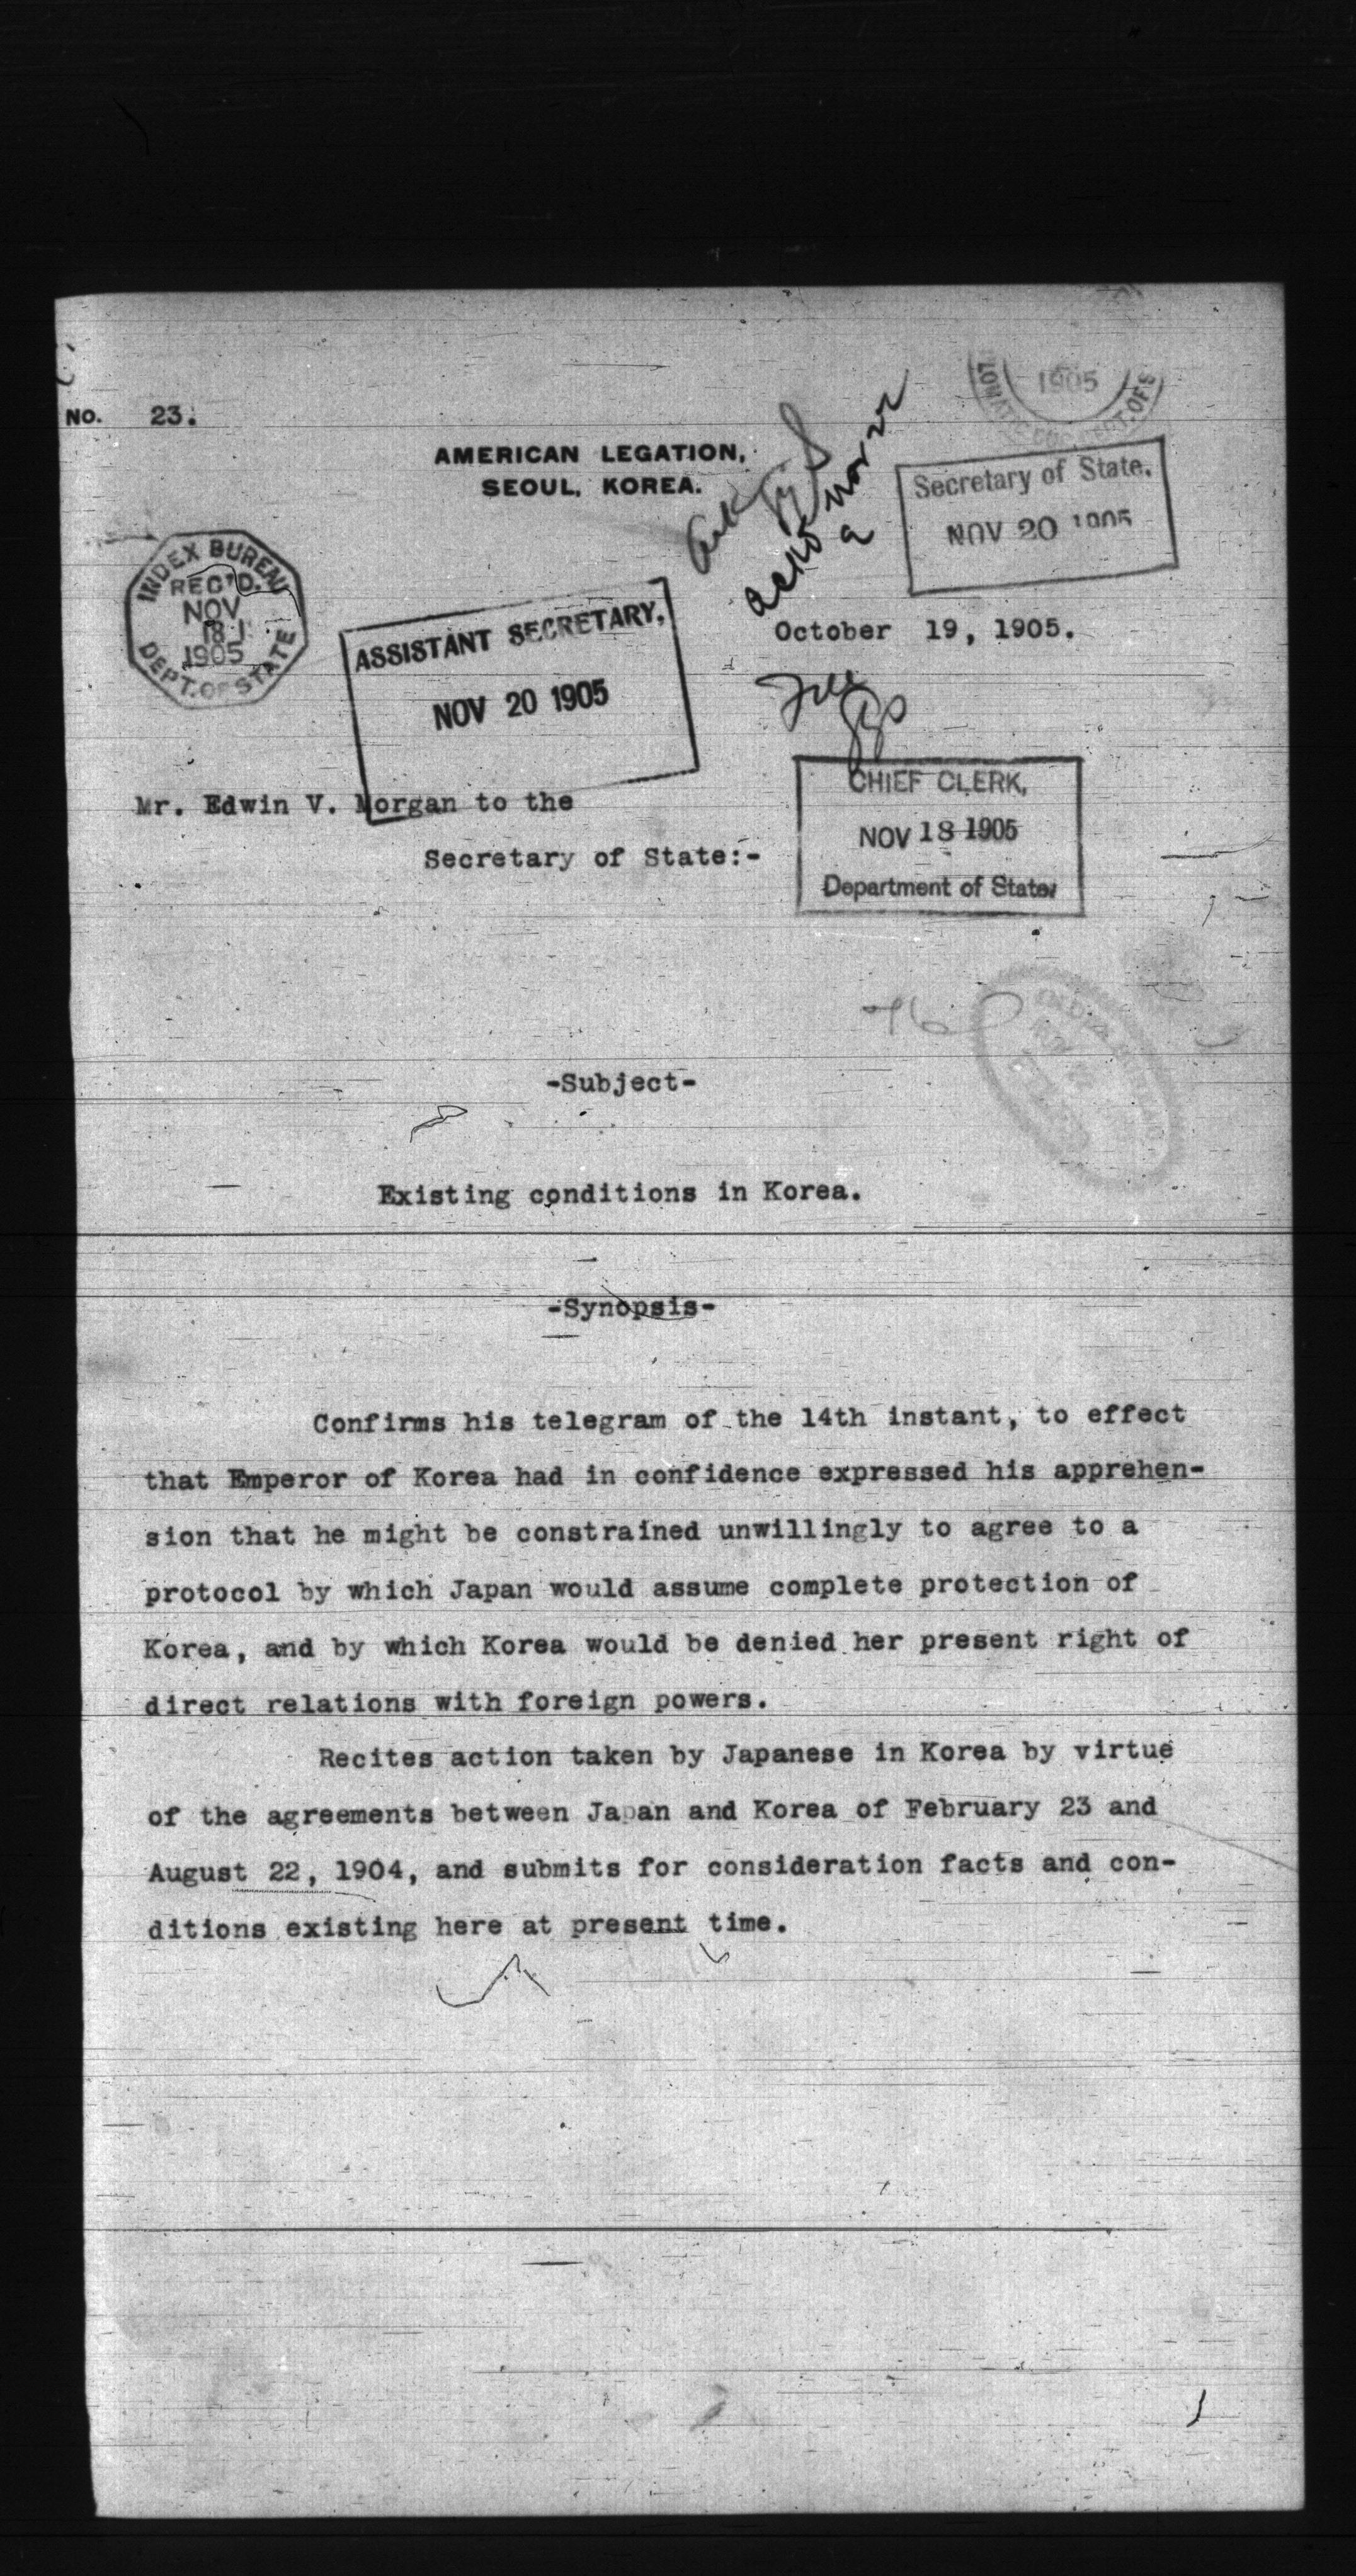 No. 23.
AMERICAN LEGATION,
SEOUL, KOREA.
1905
Secretary of State.
NOV 20 1905
INDEX BUREAU
REC'D.
NOV
18
1905
DEPT. OF STATE
ASSISTANT SECRETARY,
NOV 20 1905
October 19, 1905.
File
CHIEF CLERK,
NOV 18 1905
Department of State.
Mr. Edwin V. Morgan to the
Secretary of State:-
-Subject-
Existing conditions in Korea.
-Synopsis-
Confirms his telegram of the 14th instant, to effect
that Emperor of Korea had in confidence expressed his apprehen-
sion that he might be constrained unwillingly to agree to a
protocol by which Japan would assume complete protection of
Korea, and by which Korea would be denied her present right of
direct relations with foreign powers.
Recites action taken by Japanese in Korea by virtue
of the agreements between Japan and Korea of February 23 and
August 22, 1904, and submits for consideration facts and con-
ditions existing here at present time.